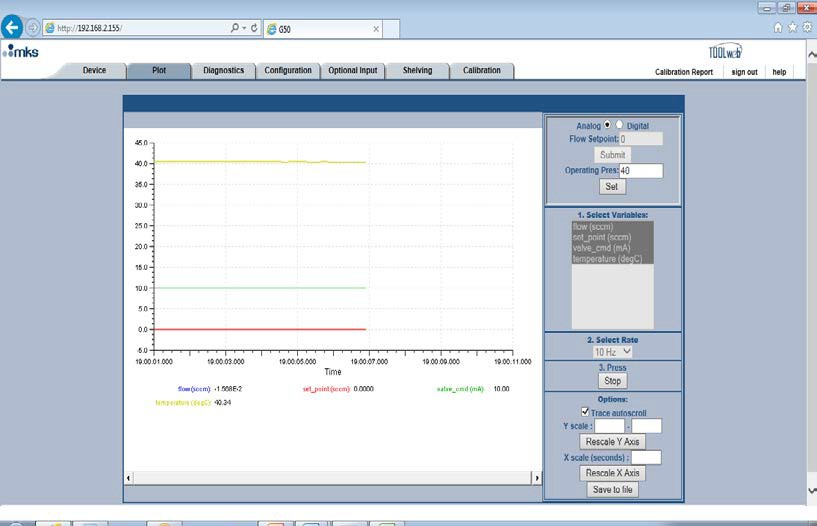 http://192.168.2.155/
G50
mks
TOOLweb
Device Plot Diagnostics Configuration Optional Input Shelving Calibration
Calibration Report sign out help
Analog Digital
Flow Setpoint: 0
Submit
Operating Pres: 40
Set
1. Select Variables:
flow (sccm)
set_point (sccm)
valve_cmd (mA)
temperature (degC)
2. Select Rate
10 Hz
3. Press
Stop
Options:
Trace autoscroll
Y scale : -
Rescale Y Axis
X scale (seconds) :
Rescale X Axis
Save to file
45.0
40.0
35.0
30.0
25.0
20.0
15.0
10.0
5.0
0.0
-5.0
19:00:01.000 19:00:03.000 19:00:05.000 19:00:07.000 19:00:09.000 19:00:11.000
Time
flow (sccm): -1.568E-2 set_point (sccm): 0.0000 valve_cmd (mA): 10.00
temperature (degC): 40.34